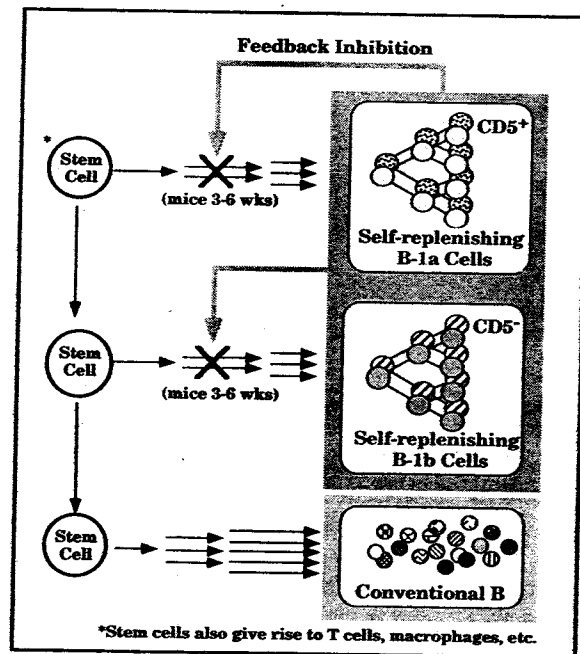 Feedback Inhibition
*
Stem
Cell
(mice 3-6 wks)
CD5+
Self-replenishing
B-1a Cells
Stem
Cell
(mice 3-6 wks)
CD5-
Self-replenishing
B-1b Cells
Stem
Cell
Conventional B
*Stem cells also give rise to T cells, macrophages, etc.